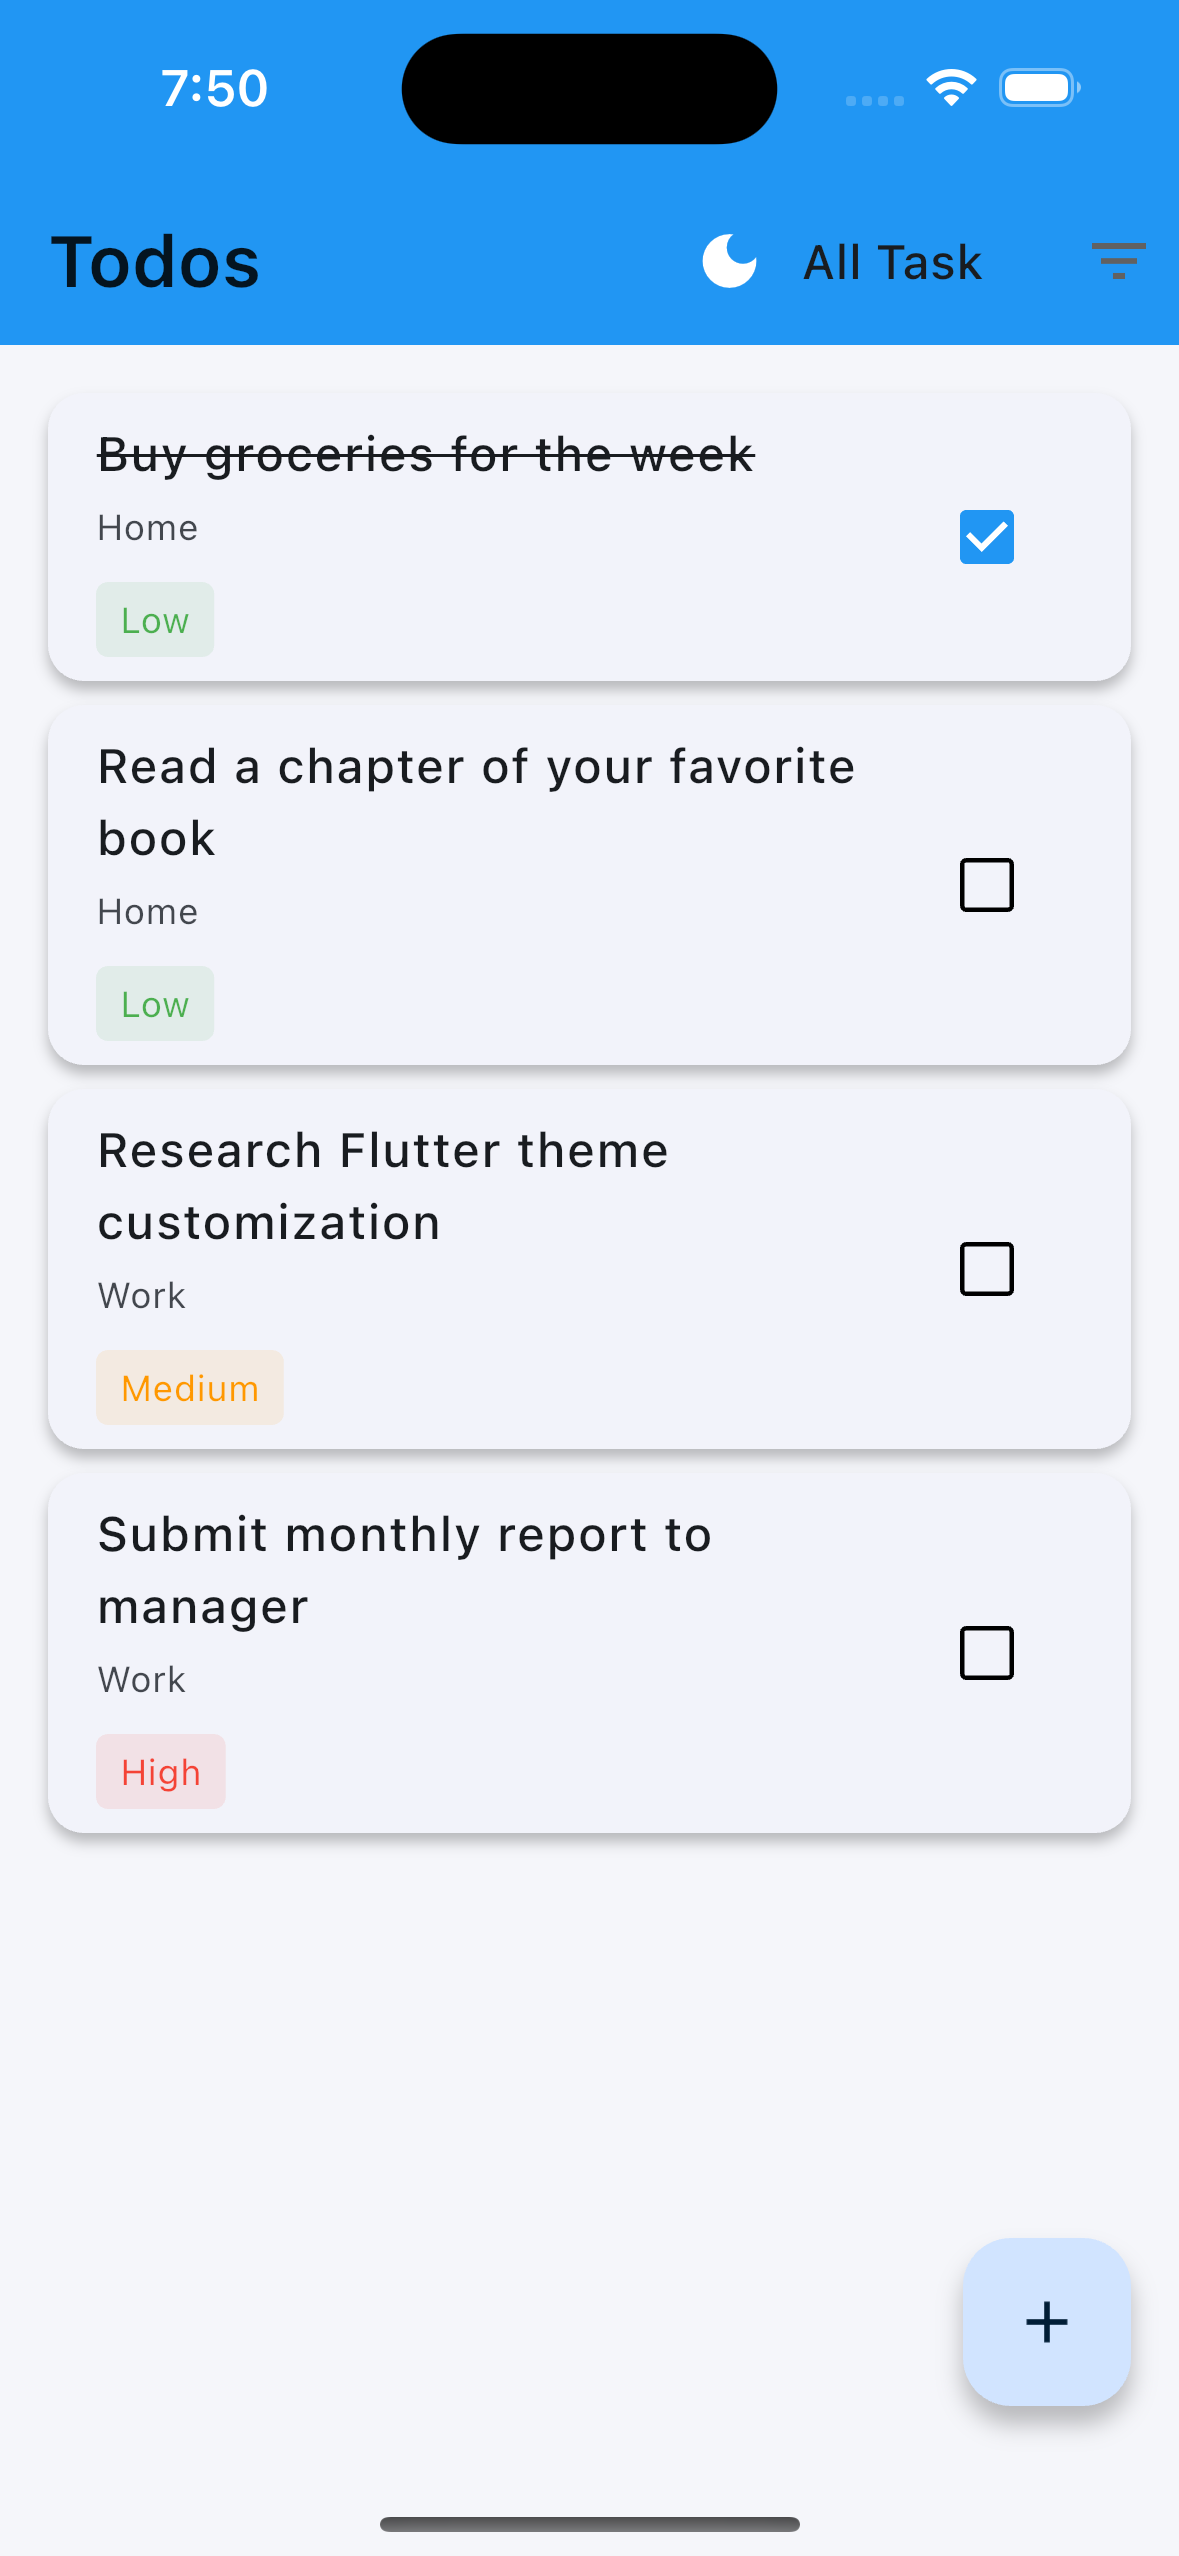 7:50
Todos
All Task
Buy groceries for the week
Home
Low
Read a chapter of your favorite
book
Home
Low
Research Flutter theme
customization
Work
Medium
Submit monthly report to
manager
Work
High